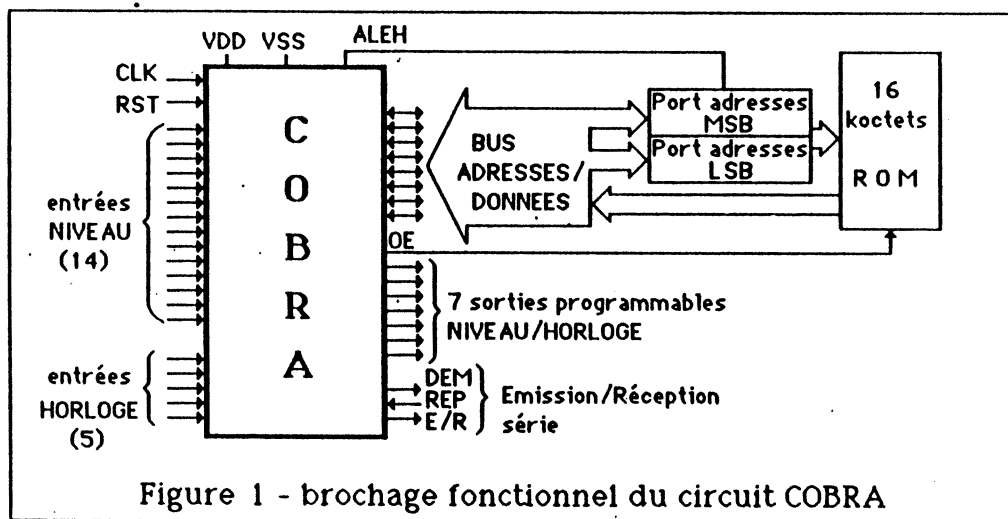 VDD VSS ALEH
CLK
RST
C
O
B
R
A
entrées
NIVEAU
(14)
entrées
HORLOGE
(5)
BUS
ADRESSES/
DONNEES
Port adresses
MSB
Port adresses
LSB
16
koctets
ROM
OE
7 sorties programmables
NIVEAU/HORLOGE
DEM
REP
E/R
Emission/Réception
série
Figure 1 - brochage fonctionnel du circuit COBRA